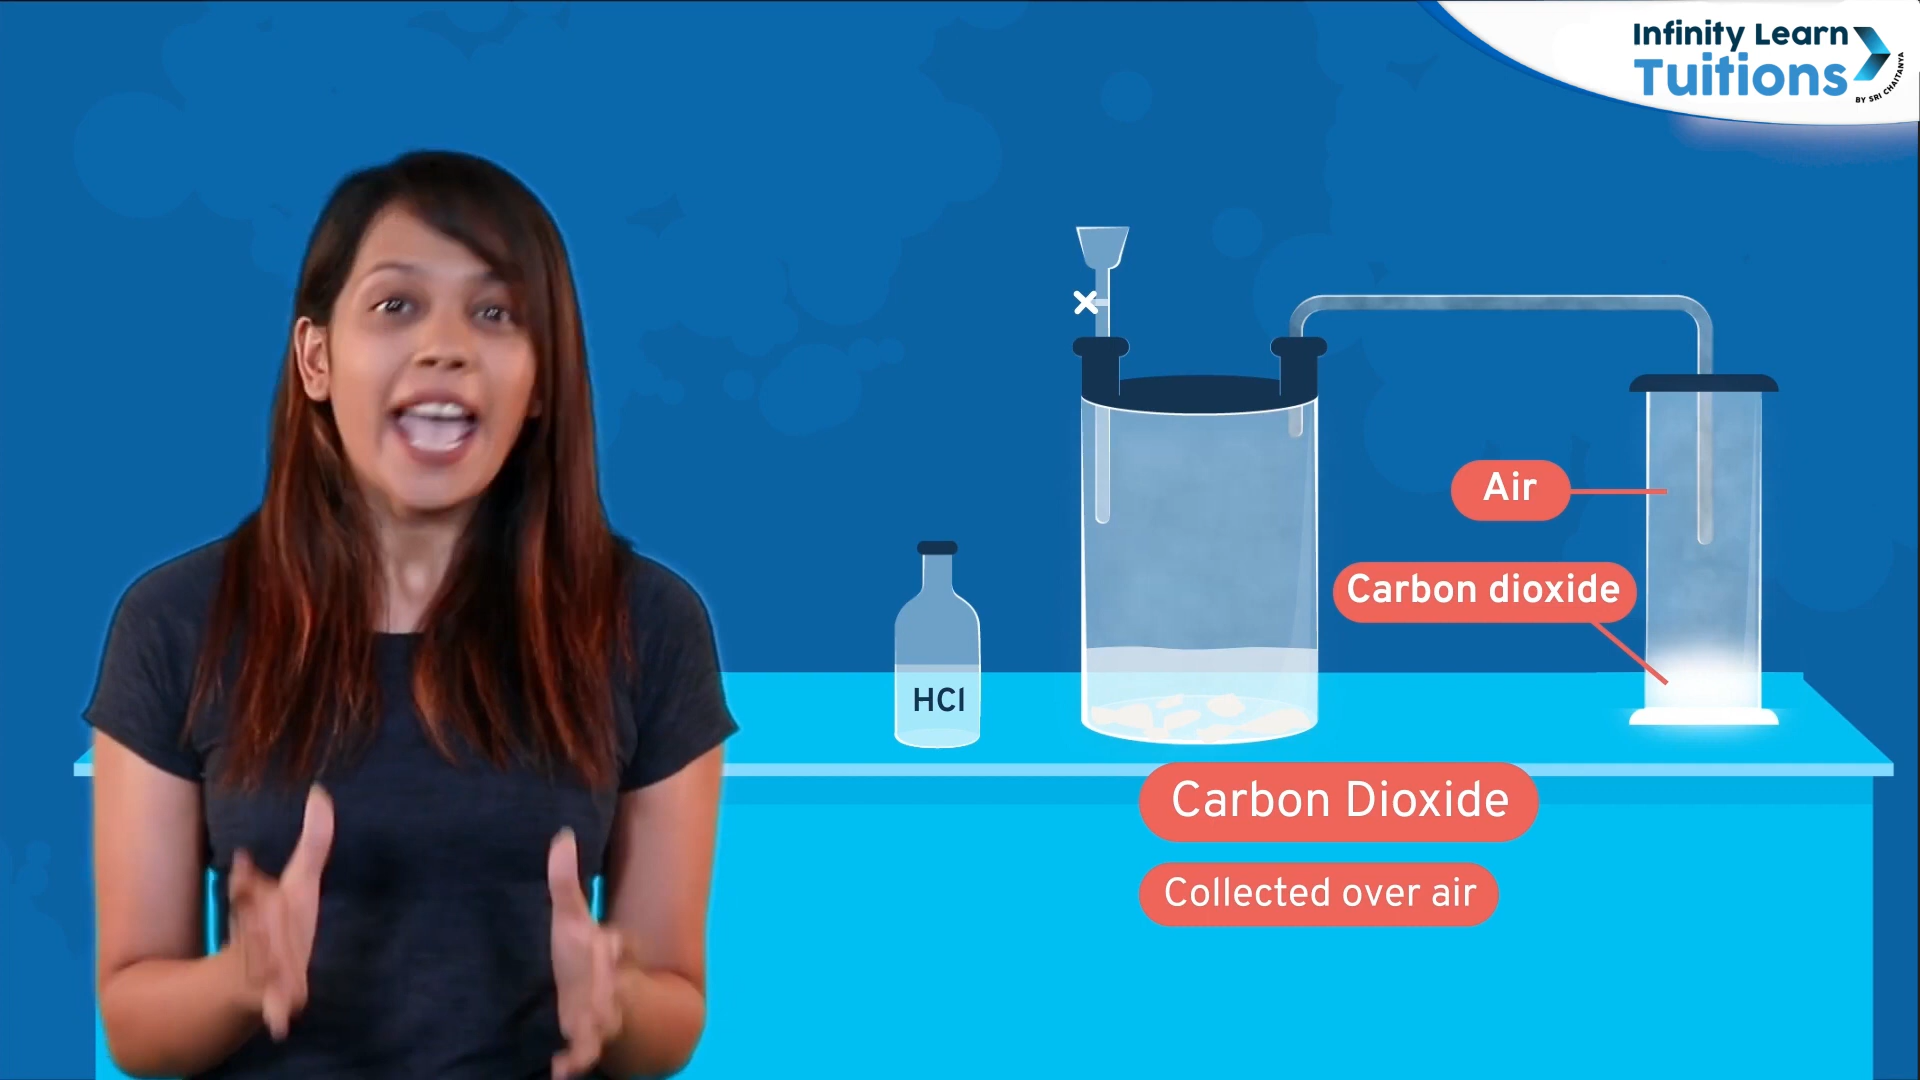 Infinity Learn
Tuitions
BY SRI CHAITANYA
Air
Carbon dioxide
HCl
Carbon Dioxide
Collected over air